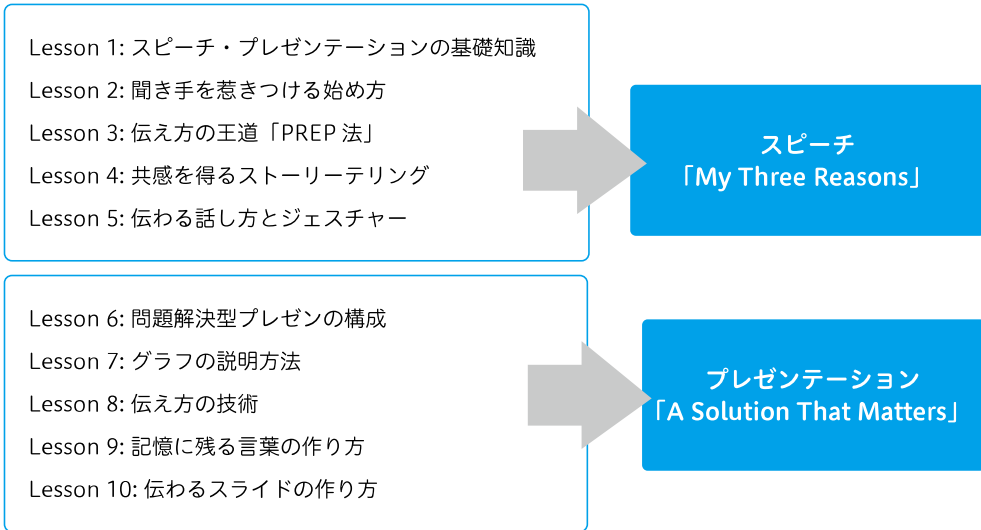 Lesson 1: スピーチ・プレゼンテーションの基礎知識
Lesson 2: 聞き手を惹きつける始め方
Lesson 3: 伝え方の王道「PREP 法」
Lesson 4: 共感を得るストーリーテリング
Lesson 5: 伝わる話し方とジェスチャー
スピーチ
「My Three Reasons」
Lesson 6: 問題解決型プレゼンの構成
Lesson 7: グラフの説明方法
Lesson 8: 伝え方の技術
Lesson 9: 記憶に残る言葉の作り方
Lesson 10: 伝わるスライドの作り方
プレゼンテーション
「A Solution That Matters」